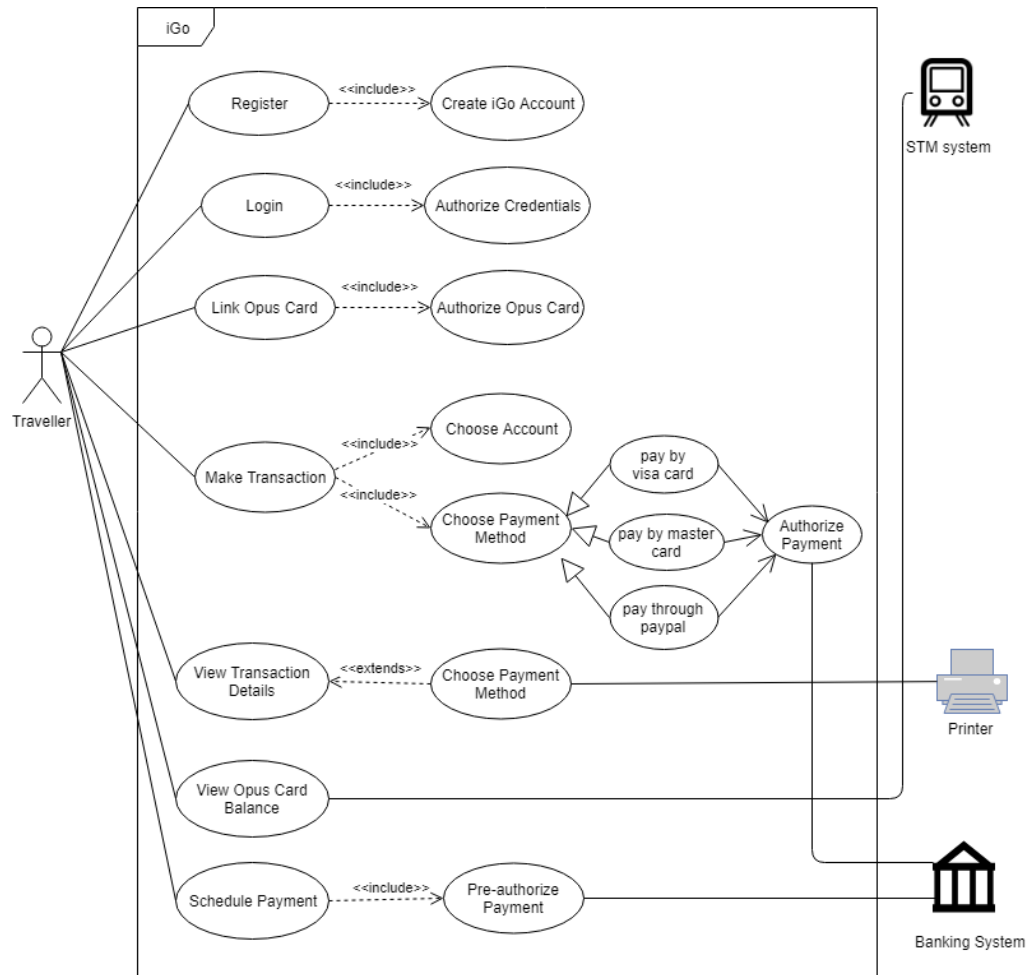 iGo
Register
<<include>>
Create iGo Account
STM system
Login
<<include>>
Authorize Credentials
Link Opus Card
<<include>>
Authorize Opus Card
Traveller
Make Transaction
<<include>>
Choose Account
<<include>>
Choose Payment
Method
pay by
visa card
pay by master
card
pay through
paypal
Authorize
Payment
View Transaction
Details
<<extends>>
Choose Payment
Method
Printer
View Opus Card
Balance
Schedule Payment
<<include>>
Pre-authorize
Payment
Banking System